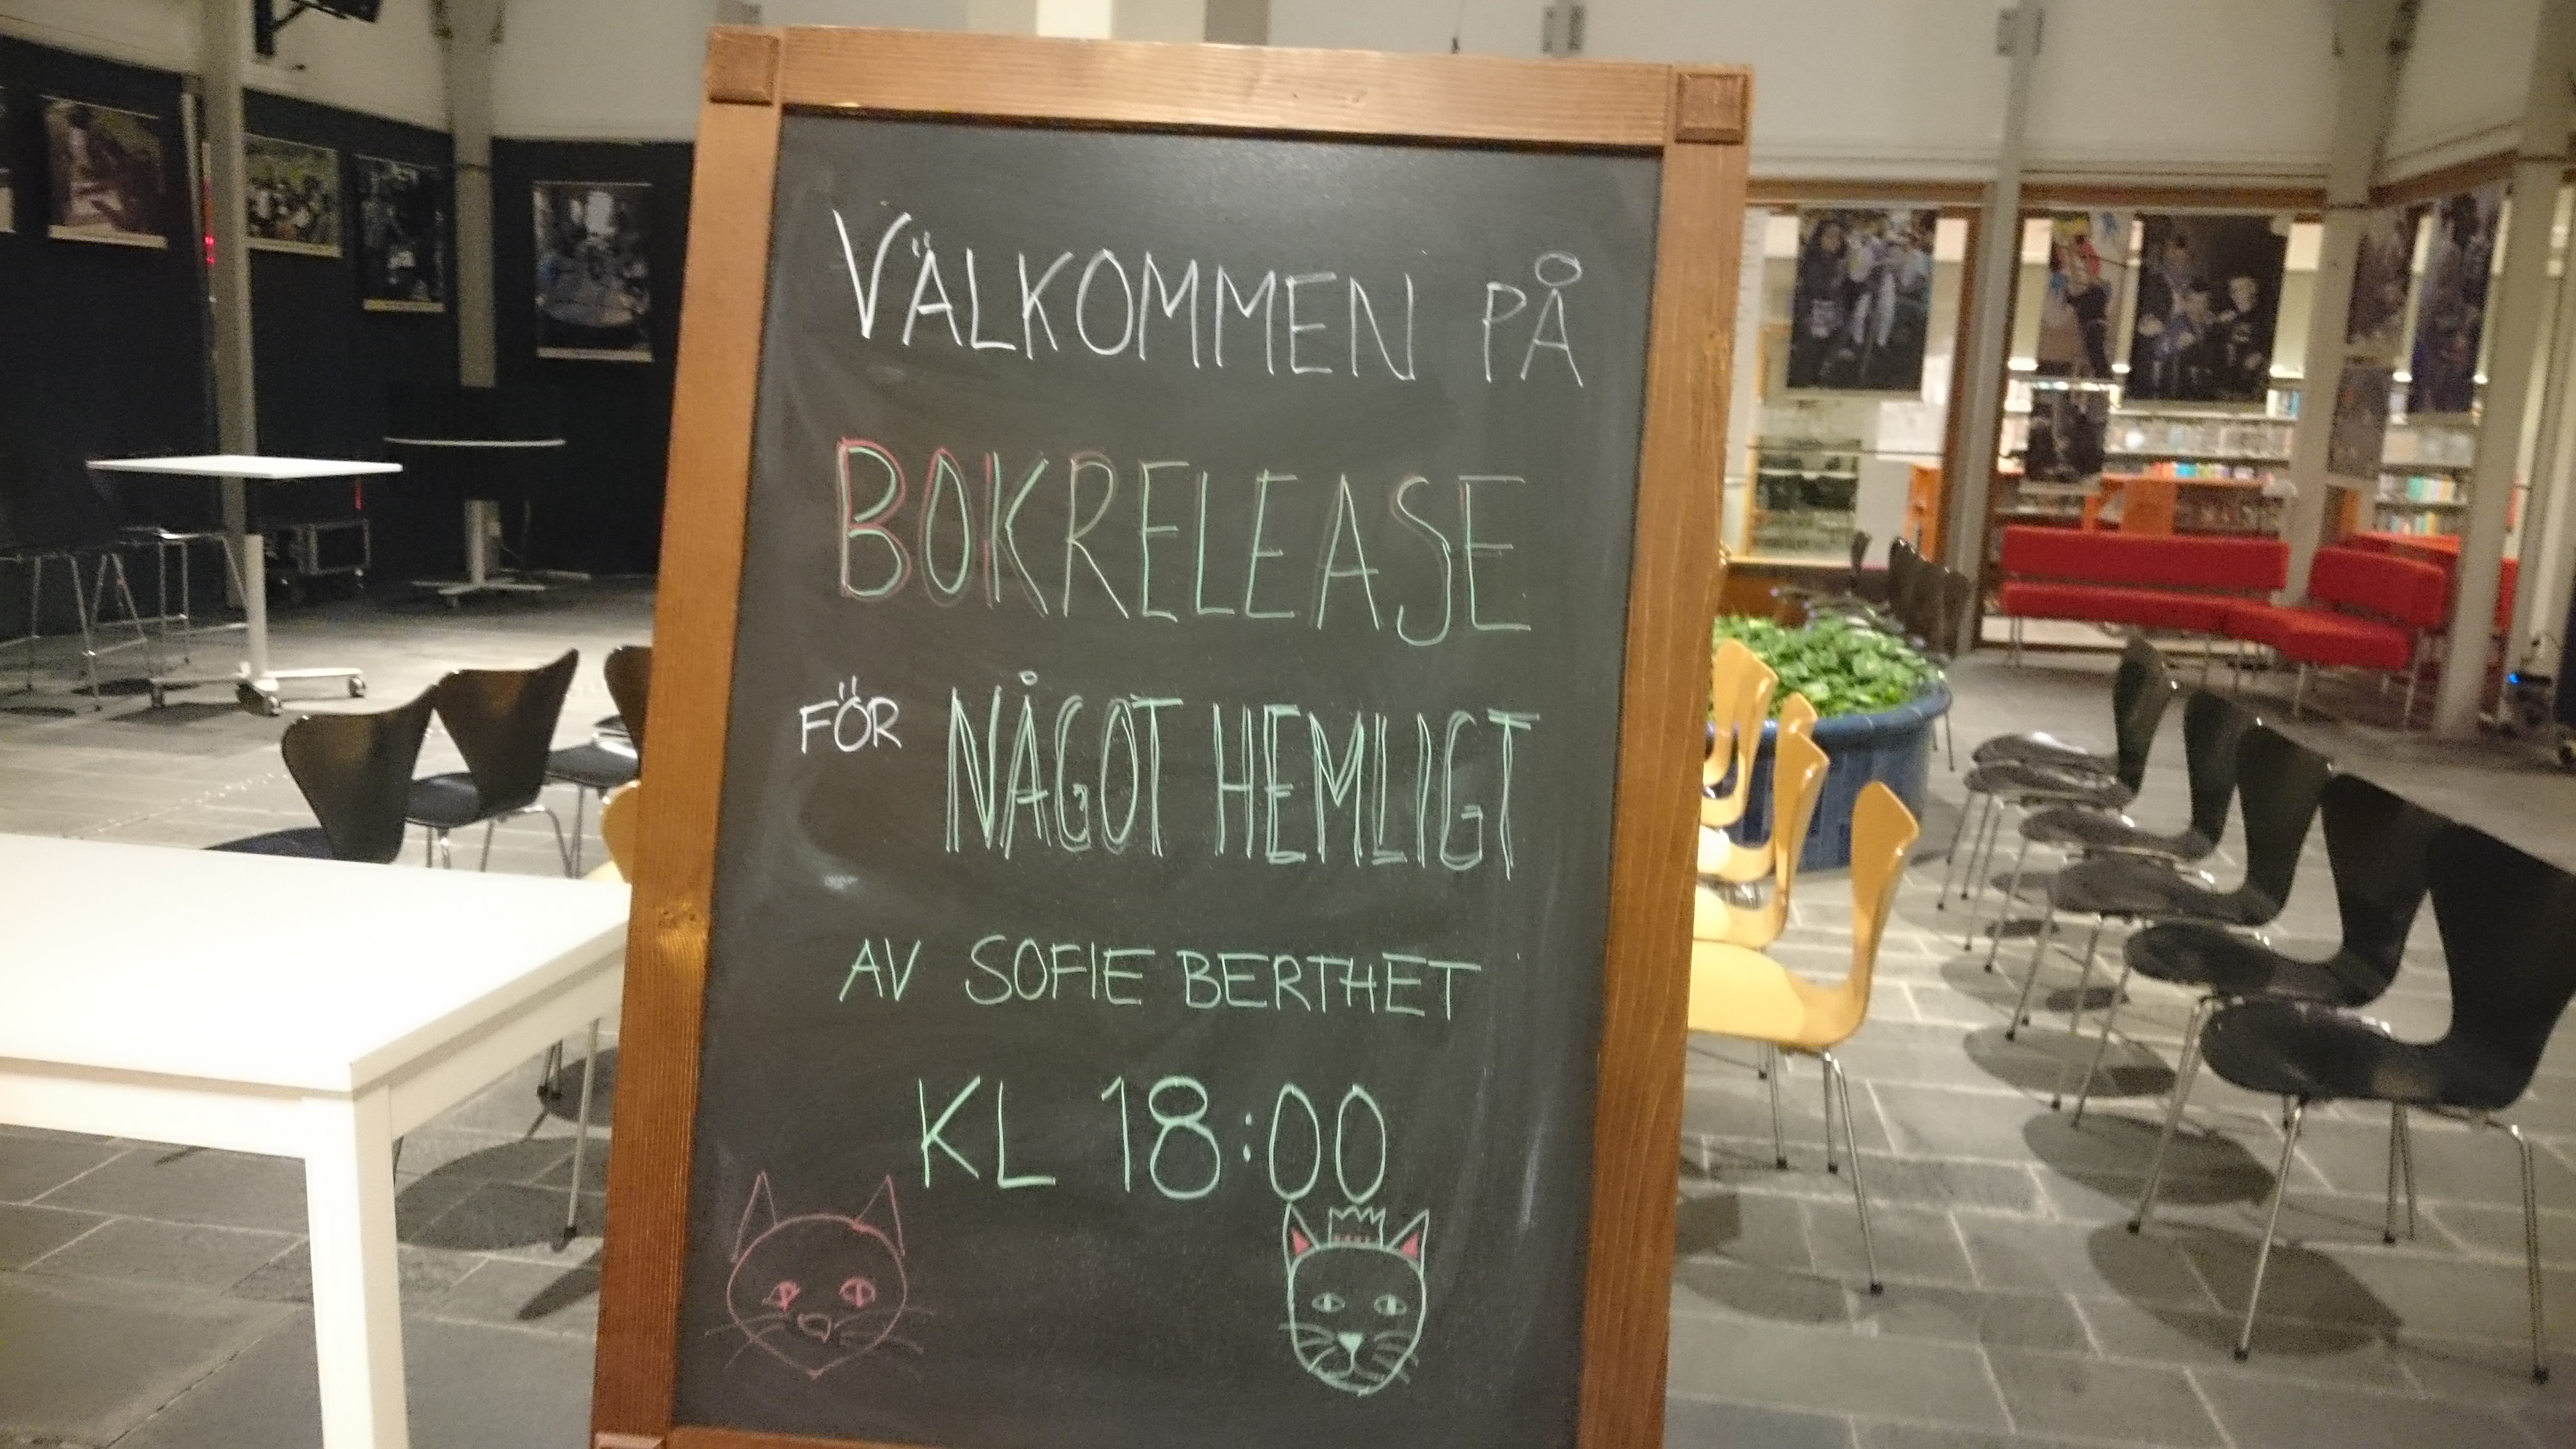 VÄLKOMMEN PÅ
BOKRELEASE
FÖR NÅGOT HEMLIGT
AV SOFIE BERTHET
KL 18:00